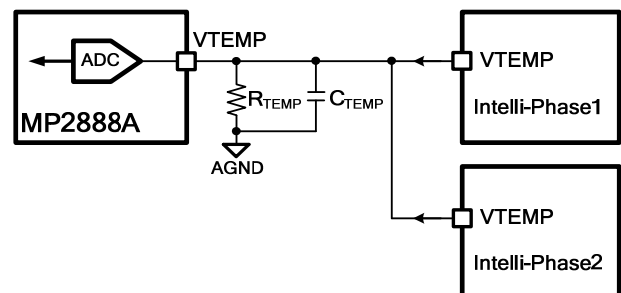 ADC
MP2888A
VTEMP
RTEMP
CTEMP
AGND
VTEMP
Intelli-Phase1
VTEMP
Intelli-Phase2